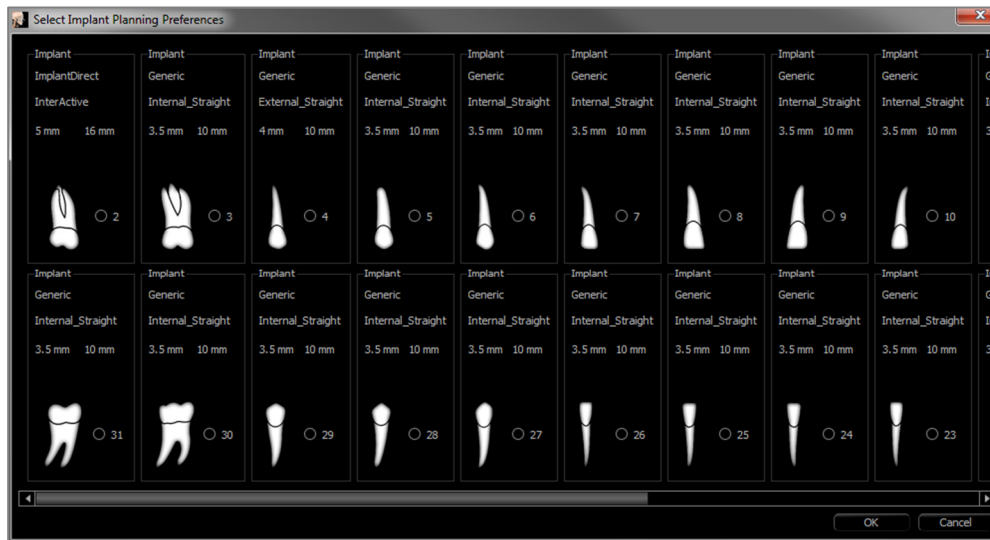 Select Implant Planning Preferences
Implant Implant Implant Implant Implant Implant Implant Implant Implant
ImplantDirect Generic Generic Generic Generic Generic Generic Generic Generic
InterActive Internal_Straight External_Straight Internal_Straight Internal_Straight Internal_Straight Internal_Straight Internal_Straight Internal_Straight
5 mm 16 mm 3.5 mm 10 mm 4 mm 10 mm 3.5 mm 10 mm 3.5 mm 10 mm 3.5 mm 10 mm 3.5 mm 10 mm 3.5 mm 10 mm 3.5 mm 10 mm
2 3 4 5 6 7 8 9 10
Implant Implant Implant Implant Implant Implant Implant Implant Implant
Generic Generic Generic Generic Generic Generic Generic Generic Generic
Internal_Straight Internal_Straight Internal_Straight Internal_Straight Internal_Straight Internal_Straight Internal_Straight Internal_Straight Internal_Straight
3.5 mm 10 mm 3.5 mm 10 mm 3.5 mm 10 mm 3.5 mm 10 mm 3.5 mm 10 mm 3.5 mm 10 mm 3.5 mm 10 mm 3.5 mm 10 mm 3.5 mm 10 mm
31 30 29 28 27 26 25 24 23
OK Cancel